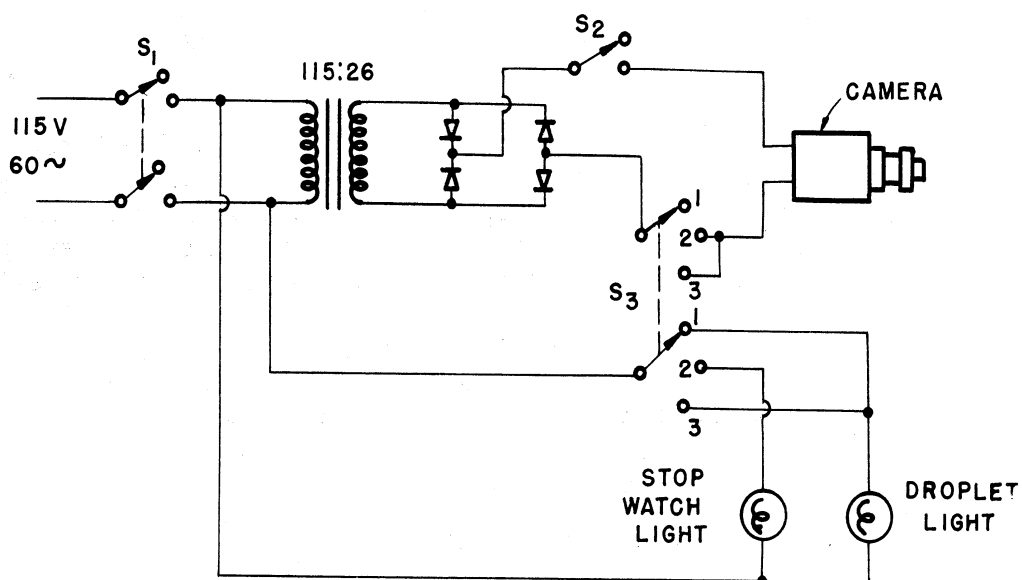 S1
115:26
S2
CAMERA
115 V
60~
1
2
3
S3
1
2
3
STOP
WATCH
LIGHT
DROPLET
LIGHT